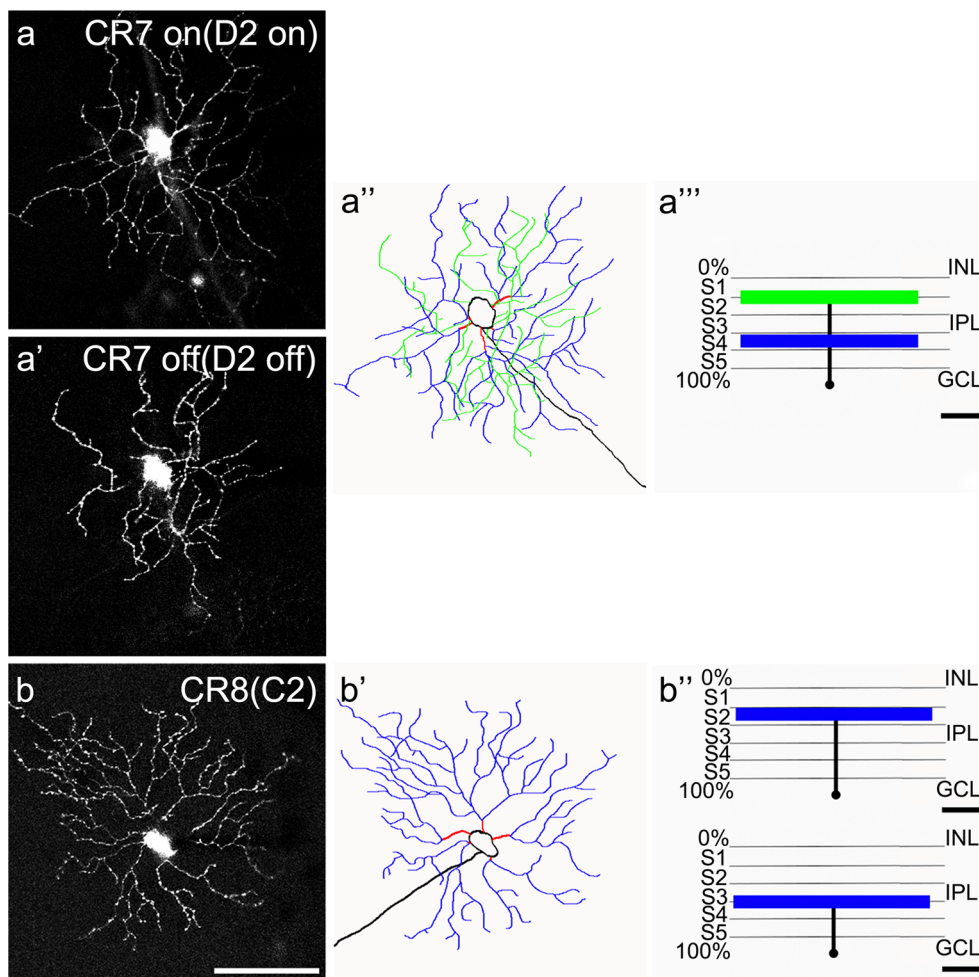 a CR7 on(D2 on)
a' CR7 off(D2 off)
a''
a'''
0%
S1
S2
S3
S4
S5
100%
INL
IPL
GCL
b CR8(C2)
b'
b''
0%
S1
S2
S3
S4
S5
100%
INL
IPL
GCL
0%
S1
S2
S3
S4
S5
100%
INL
IPL
GCL